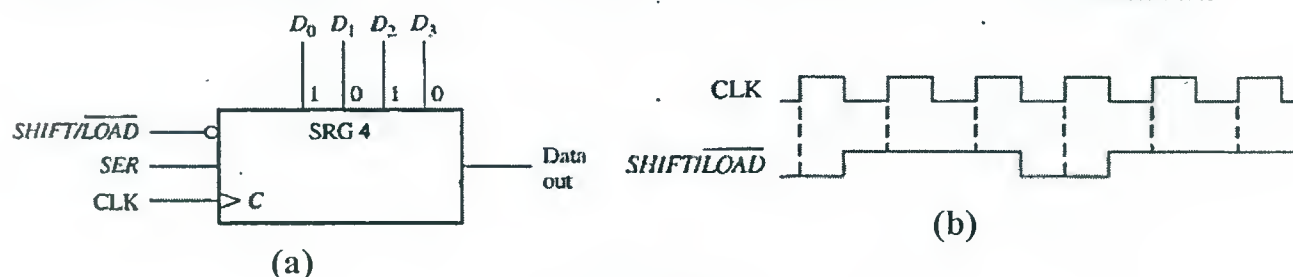 D₀ D₁ D₂ D₃
1 0 1 0
SHIFT/LOAD
SRG 4
SER
Data out
CLK
C
(a)
CLK
SHIFT/LOAD
(b)